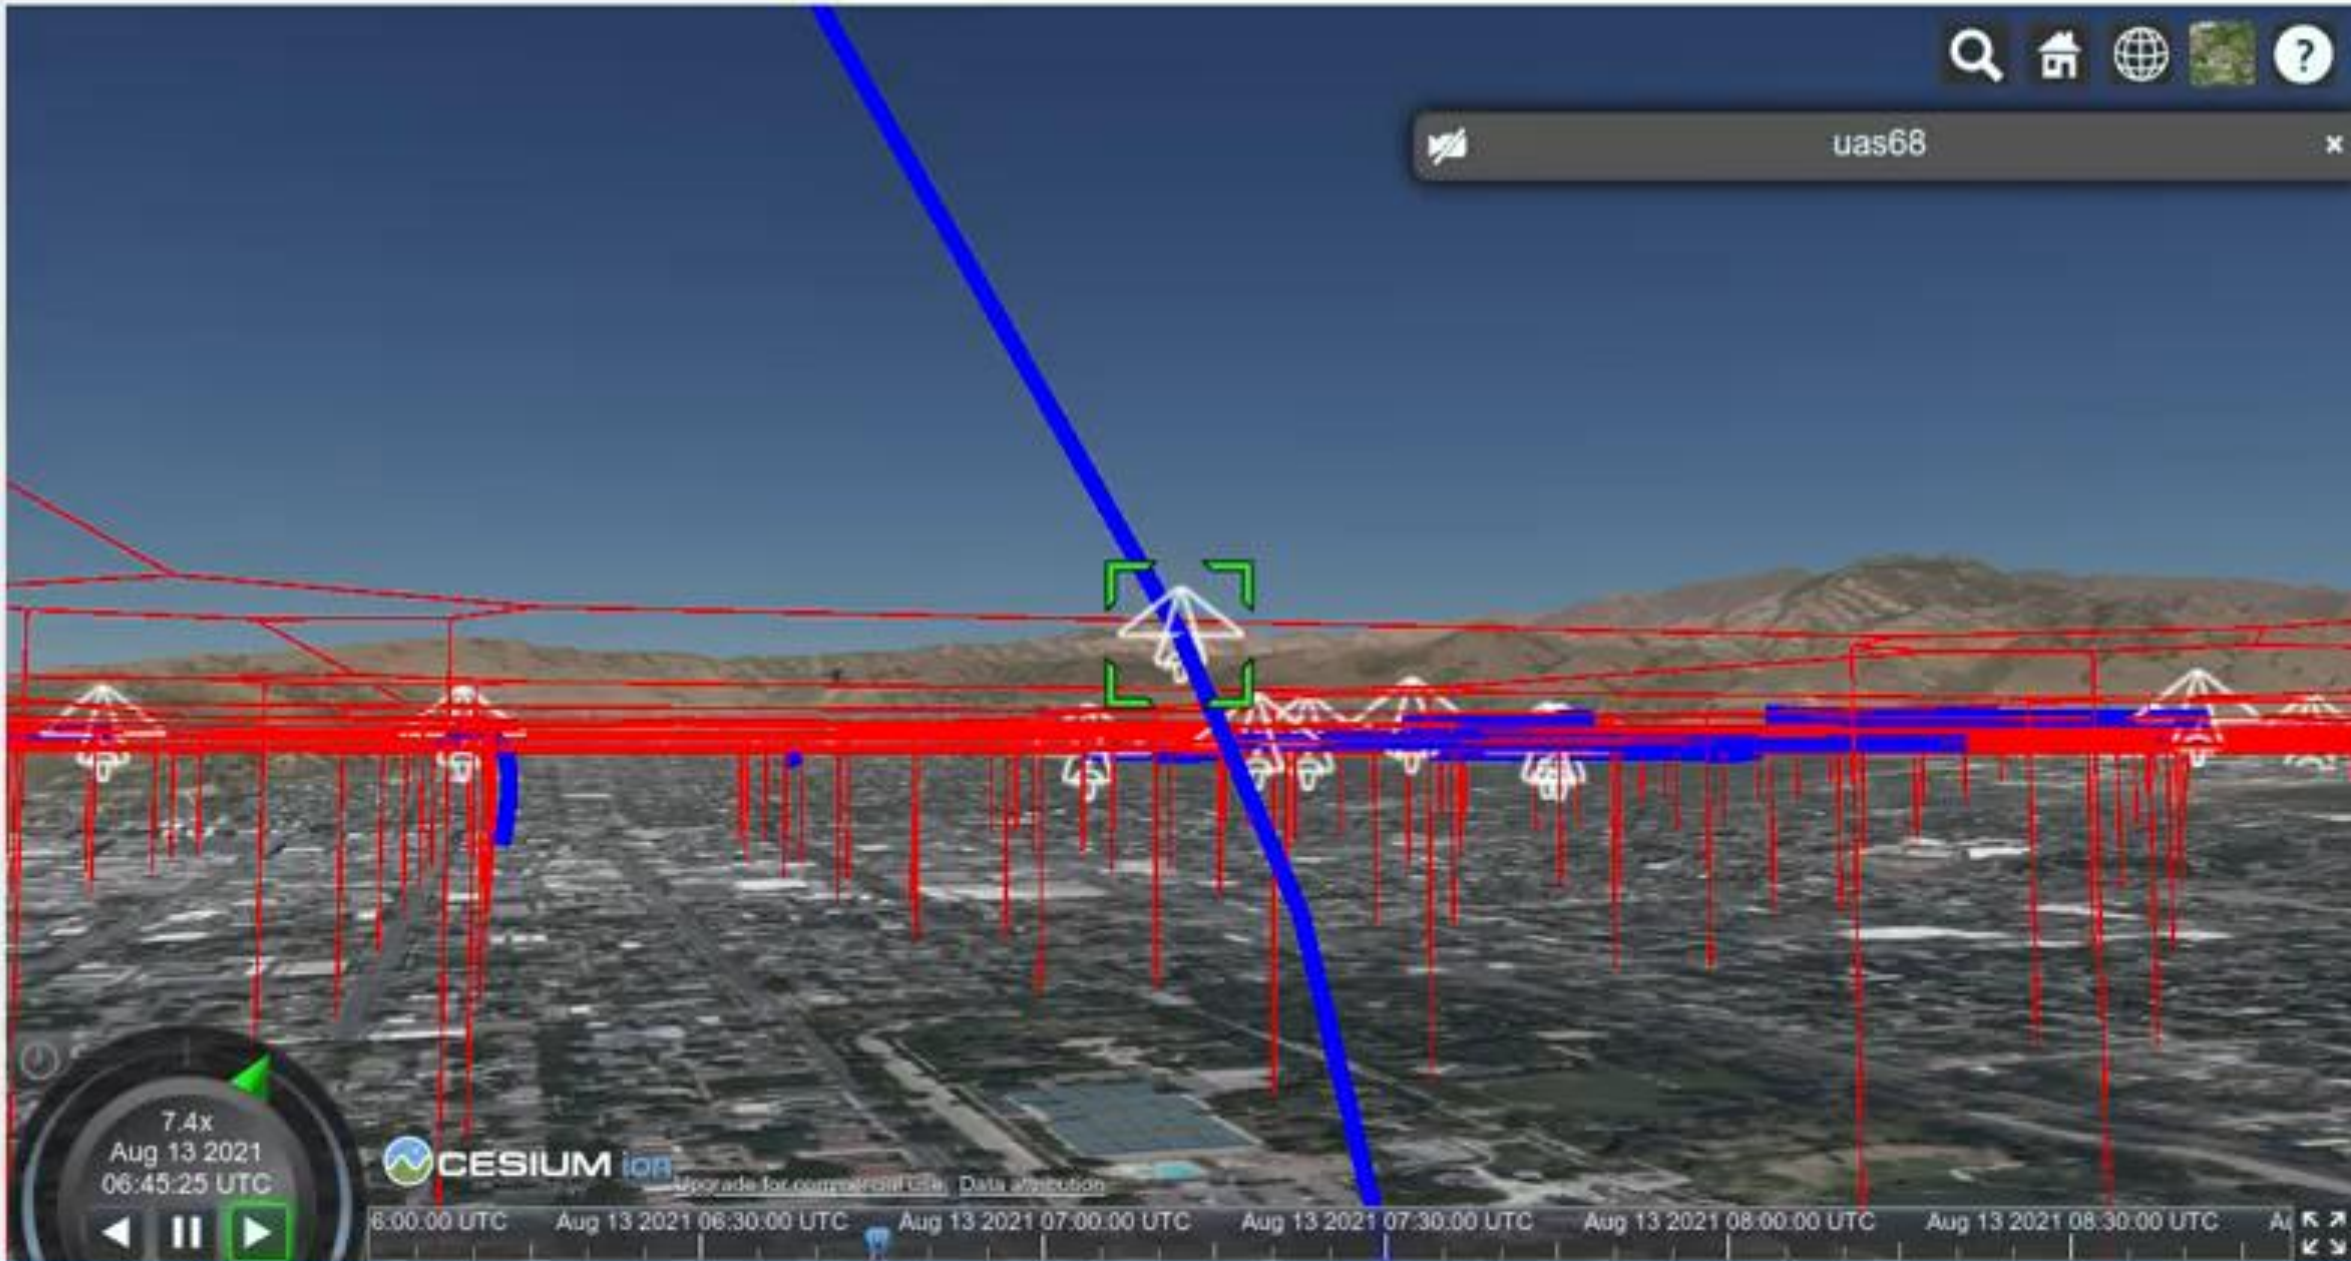 ?
uas68
x
7.4x
Aug 13 2021
06:45:25 UTC
CESIUM ion
Upgrade for commercial use. Data attribution
6:00:00 UTC
Aug 13 2021 06:30:00 UTC
Aug 13 2021 07:00:00 UTC
Aug 13 2021 07:30:00 UTC
Aug 13 2021 08:00:00 UTC
Aug 13 2021 08:30:00 UTC